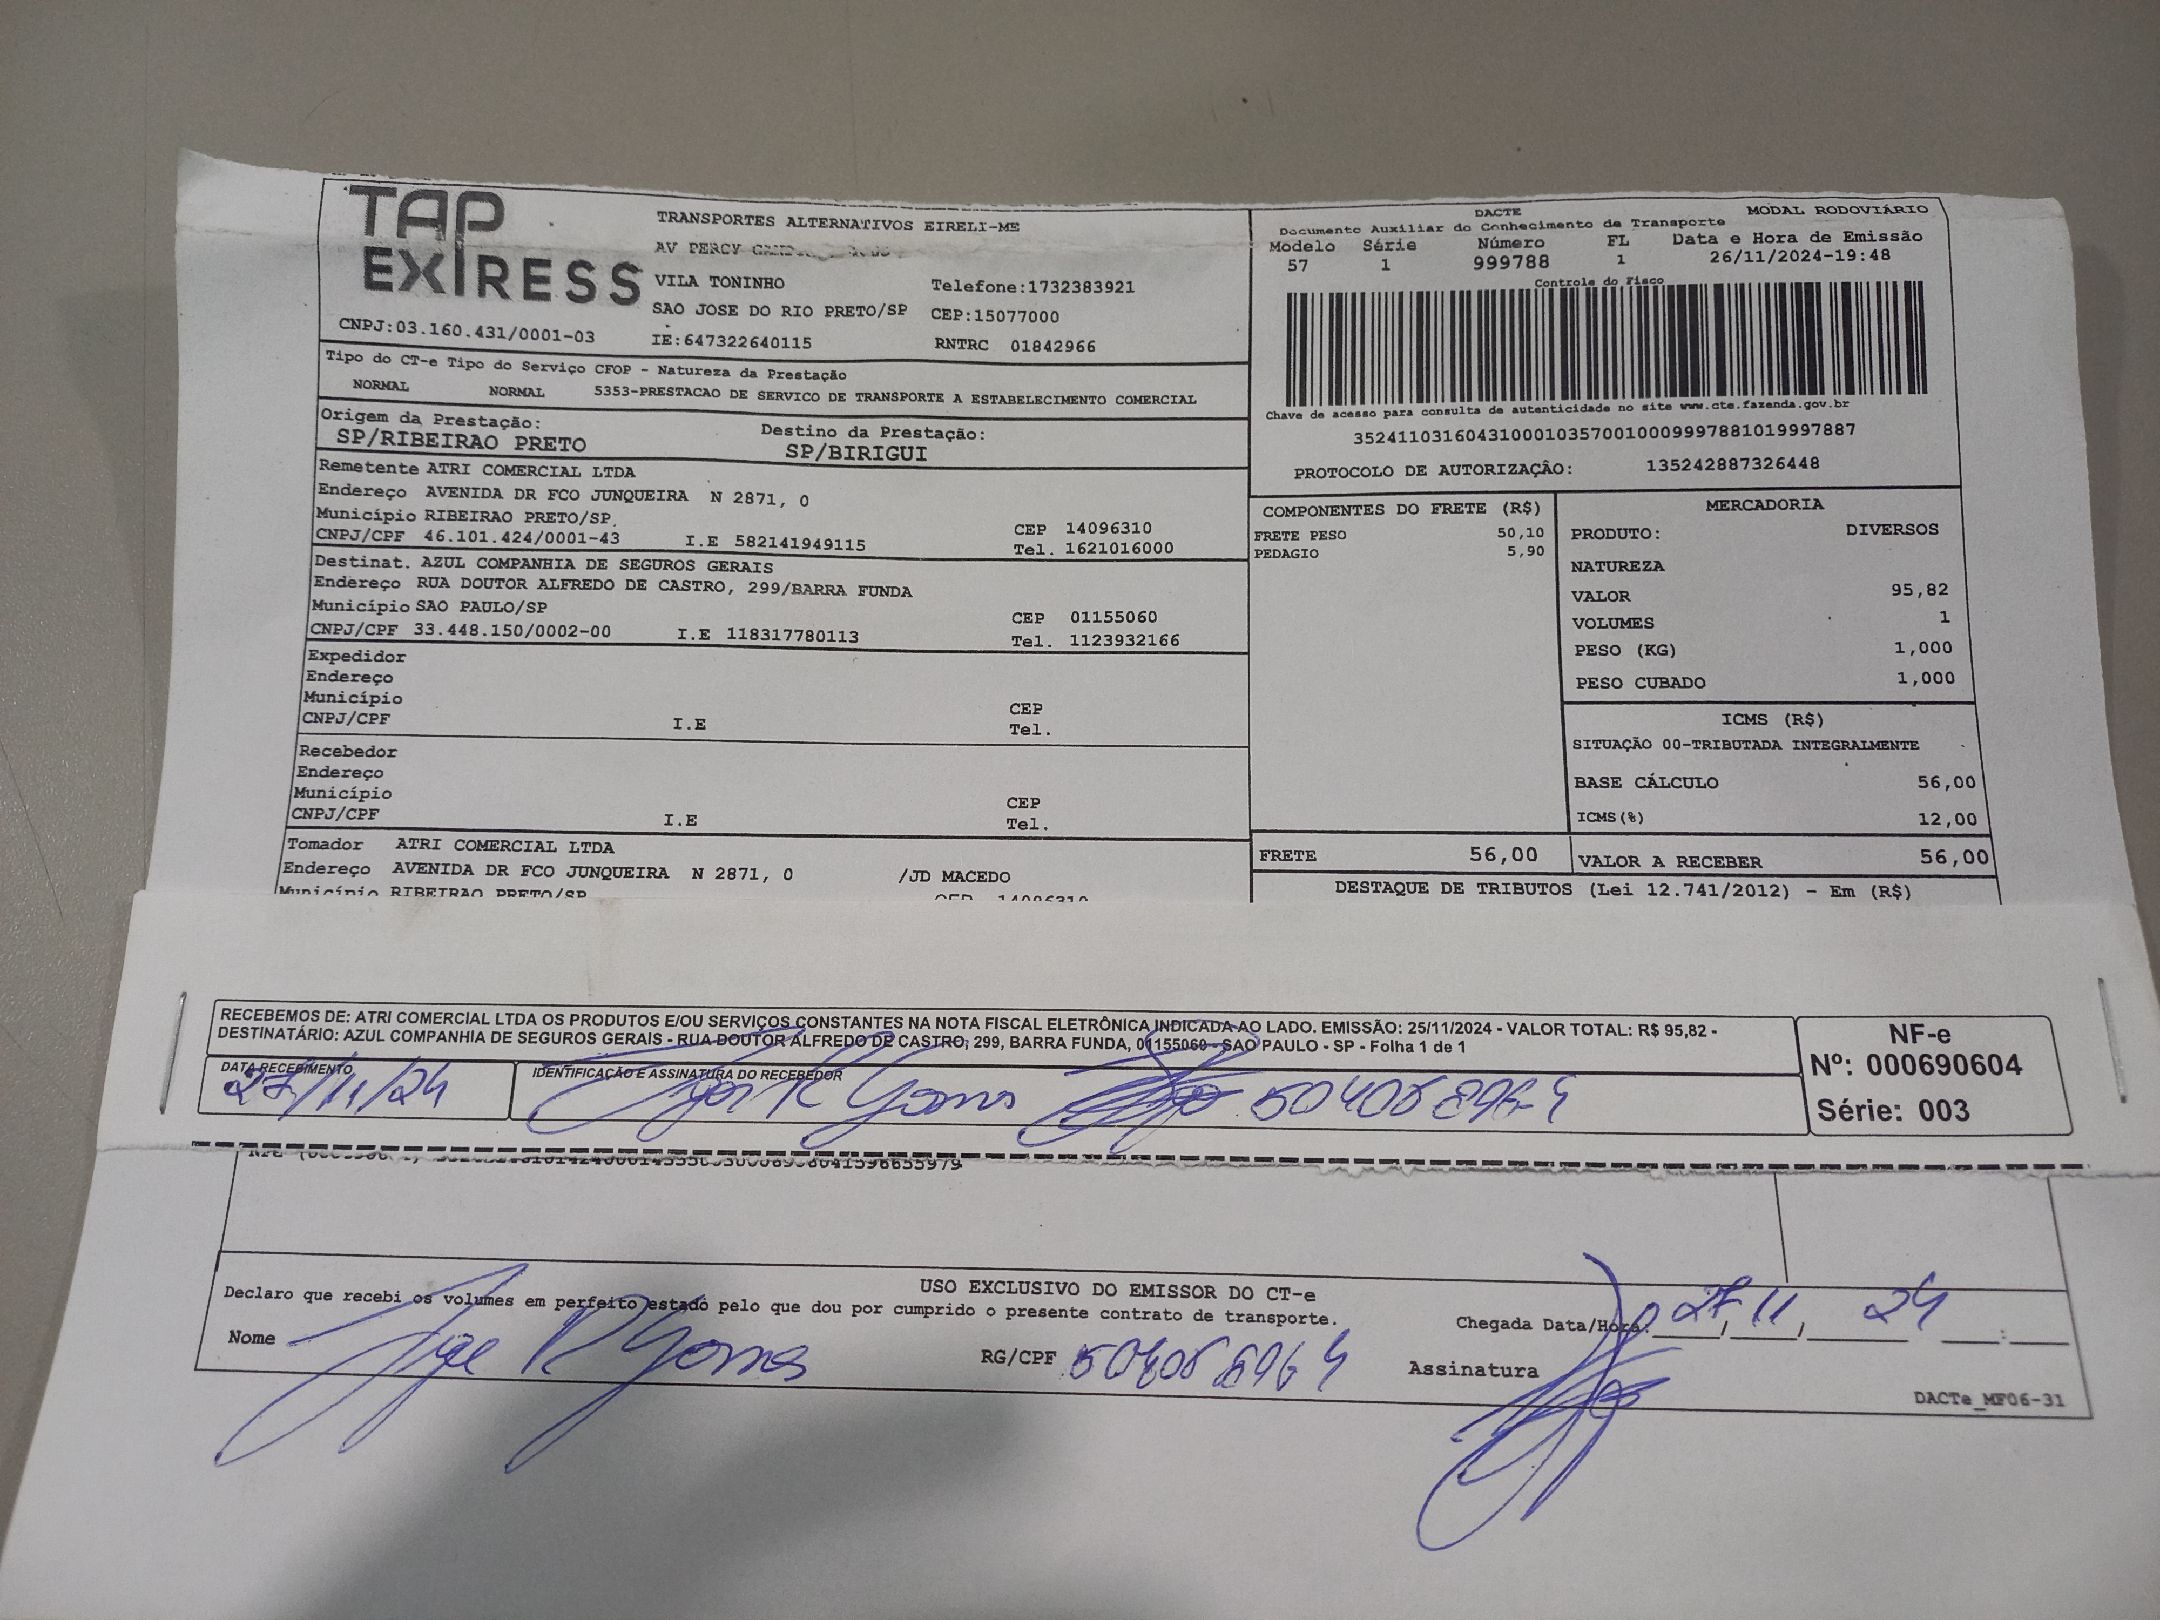 TAP
EXIRESS
TRANSPORTES ALTERNATIVOS EIRELI-ME
AV PERCY
VILA TONINHO Telefone:1732383921
SAO JOSE DO RIO PRETO/SP CEP:15077000
CNPJ:03.160.431/0001-03 IE:647322640115 RNTRC 01842966
DACTE MODAL RODOVIÁRIO
Documento Auxiliar do Conhecimento de Transporte
Modelo Série Número FL Data e Hora de Emissão
57 1 999788 1 26/11/2024-19:48
Controle do Fisco
Chave de acesso para consulta de autenticidade no site www.cte.fazenda.gov.br
35241103160431000103570010009997881019997887
PROTOCOLO DE AUTORIZAÇÃO: 135242887326448
Tipo do CT-e Tipo do Serviço CFOP - Natureza da Prestação
NORMAL NORMAL 5353-PRESTACAO DE SERVICO DE TRANSPORTE A ESTABELECIMENTO COMERCIAL
Origem da Prestação: Destino da Prestação:
SP/RIBEIRAO PRETO SP/BIRIGUI
Remetente ATRI COMERCIAL LTDA
Endereço AVENIDA DR FCO JUNQUEIRA N 2871, 0
Município RIBEIRAO PRETO/SP CEP 14096310
CNPJ/CPF 46.101.424/0001-43 I.E 582141949115 Tel. 1621016000
Destinat. AZUL COMPANHIA DE SEGUROS GERAIS
Endereço RUA DOUTOR ALFREDO DE CASTRO, 299/BARRA FUNDA
Município SAO PAULO/SP CEP 01155060
CNPJ/CPF 33.448.150/0002-00 I.E 118317780113 Tel. 1123932166
Expedidor
Endereço
Município CEP
CNPJ/CPF I.E Tel.
Recebedor
Endereço
Município CEP
CNPJ/CPF I.E Tel.
Tomador ATRI COMERCIAL LTDA
Endereço AVENIDA DR FCO JUNQUEIRA N 2871, 0 /JD MACEDO
Município RIBEIRAO PRETO/SP CEP 14096310
COMPONENTES DO FRETE (R$)
FRETE PESO 50,10
PEDAGIO 5,90
MERCADORIA
PRODUTO: DIVERSOS
NATUREZA
VALOR 95,82
VOLUMES 1
PESO (KG) 1,000
PESO CUBADO 1,000
ICMS (R$)
SITUAÇÃO 00-TRIBUTADA INTEGRALMENTE
BASE CÁLCULO 56,00
ICMS(%) 12,00
FRETE 56,00 VALOR A RECEBER 56,00
DESTAQUE DE TRIBUTOS (Lei 12.741/2012) - Em (R$)
RECEBEMOS DE: ATRI COMERCIAL LTDA OS PRODUTOS E/OU SERVIÇOS CONSTANTES NA NOTA FISCAL ELETRÔNICA INDICADA AO LADO. EMISSÃO: 25/11/2024 - VALOR TOTAL: R$ 95,82 -
DESTINATÁRIO: AZUL COMPANHIA DE SEGUROS GERAIS - RUA DOUTOR ALFREDO DE CASTRO, 299, BARRA FUNDA, 01155060 - SAO PAULO - SP - Folha 1 de 1
DATA RECEBIMENTO IDENTIFICAÇÃO E ASSINATURA DO RECEBEDOR
27/11/24
NF-e
Nº: 000690604
Série: 003
USO EXCLUSIVO DO EMISSOR DO CT-e
Declaro que recebi os volumes em perfeito estado pelo que dou por cumprido o presente contrato de transporte.
Chegada Data/Hora: 27/11/24
Nome RG/CPF Assinatura
DACTe_MF06-31